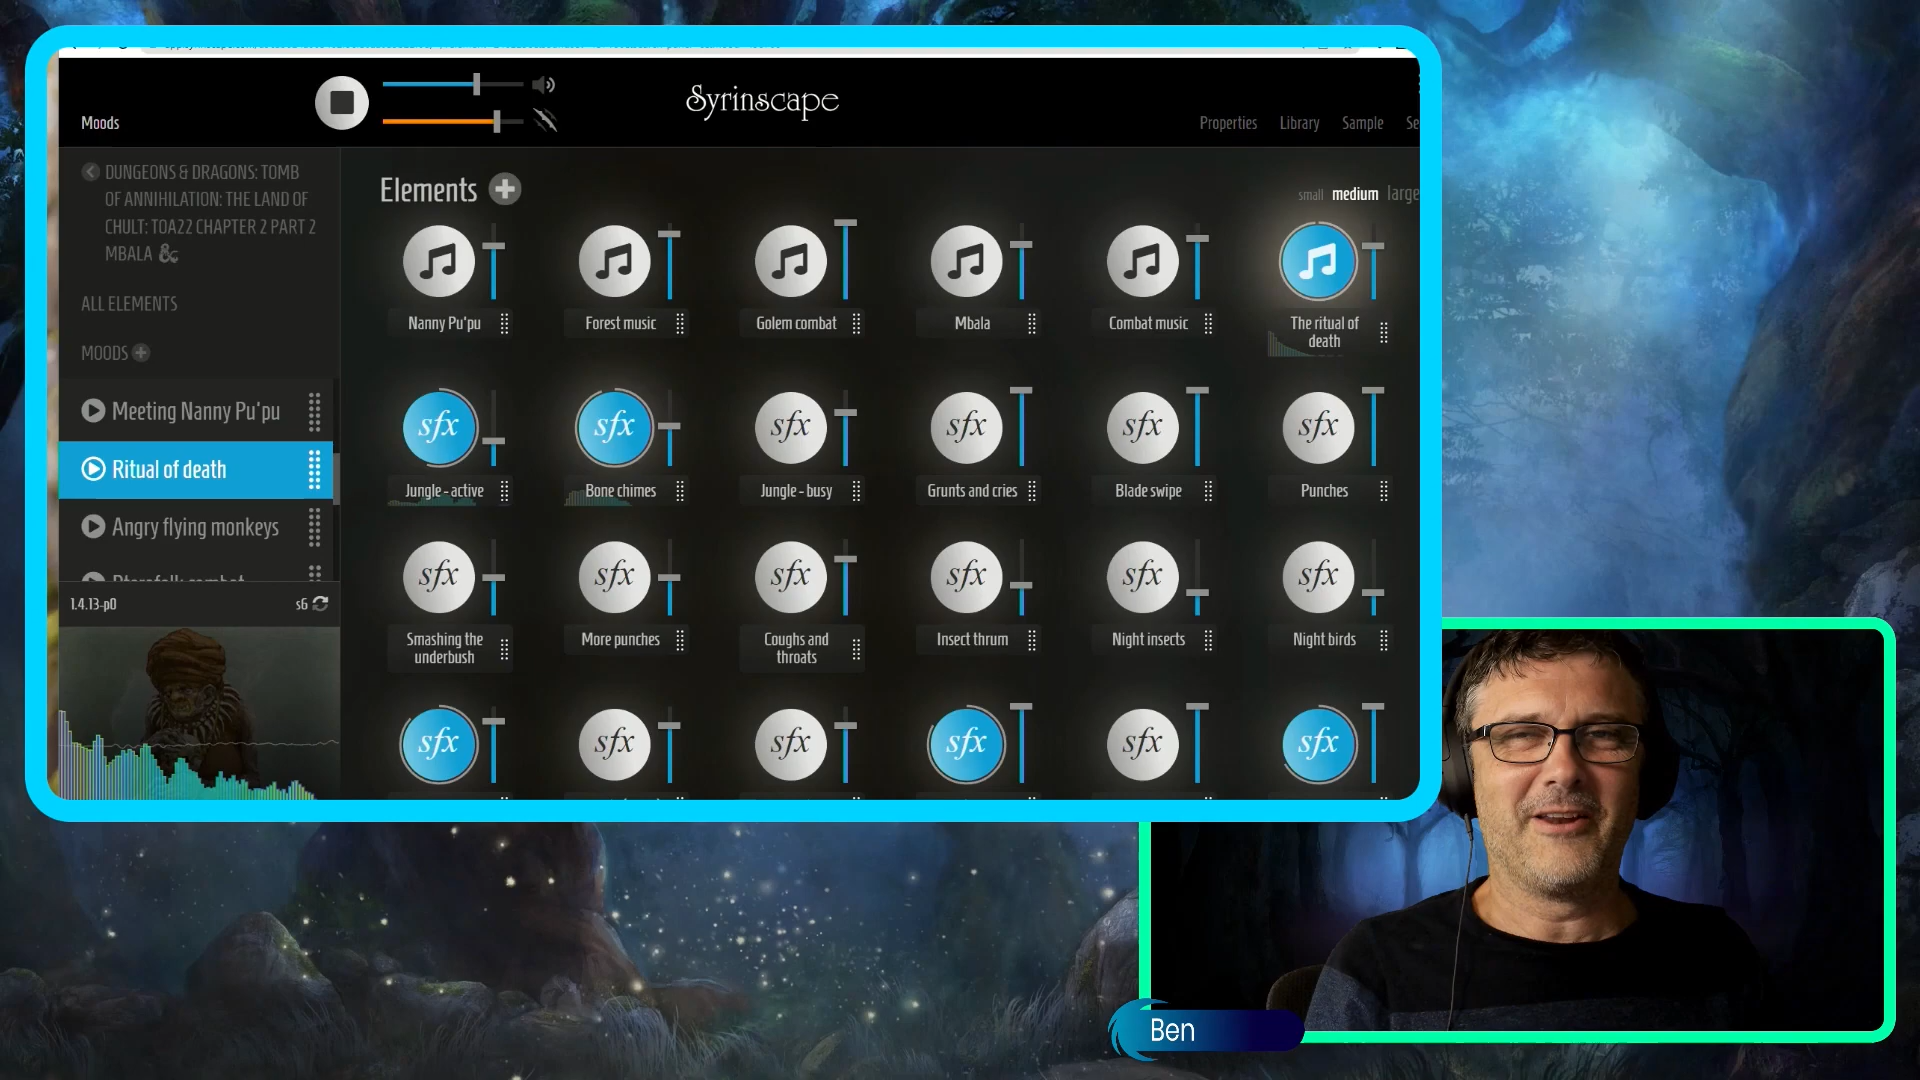 Syrinscape
Moods
Properties
Library
Sample
Se
DUNGEONS & DRAGONS: TOMB
OF ANNIHILATION: THE LAND OF
CHULT: TOA22 CHAPTER 2 PART 2
MBALA &
ALL ELEMENTS
MOODS
Meeting Nanny Pu'pu
Ritual of death
Angry flying monkeys
Pterafolk combat
1.4.13-p0
s6
Elements
small medium large
Nanny Pu'pu
Forest music
Golem combat
Mbala
Combat music
The ritual of
death
sfx
sfx
sfx
sfx
sfx
sfx
Jungle - active
Bone chimes
Jungle - busy
Grunts and cries
Blade swipe
Punches
sfx
sfx
sfx
sfx
sfx
sfx
Smashing the
underbush
More punches
Coughs and
throats
Insect thrum
Night insects
Night birds
sfx
sfx
sfx
sfx
sfx
sfx
Ben